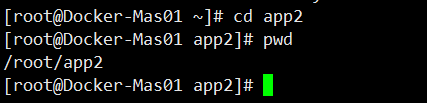 [root@Docker-Mas01 ~]# cd app2
[root@Docker-Mas01 app2]# pwd
/root/app2
[root@Docker-Mas01 app2]#